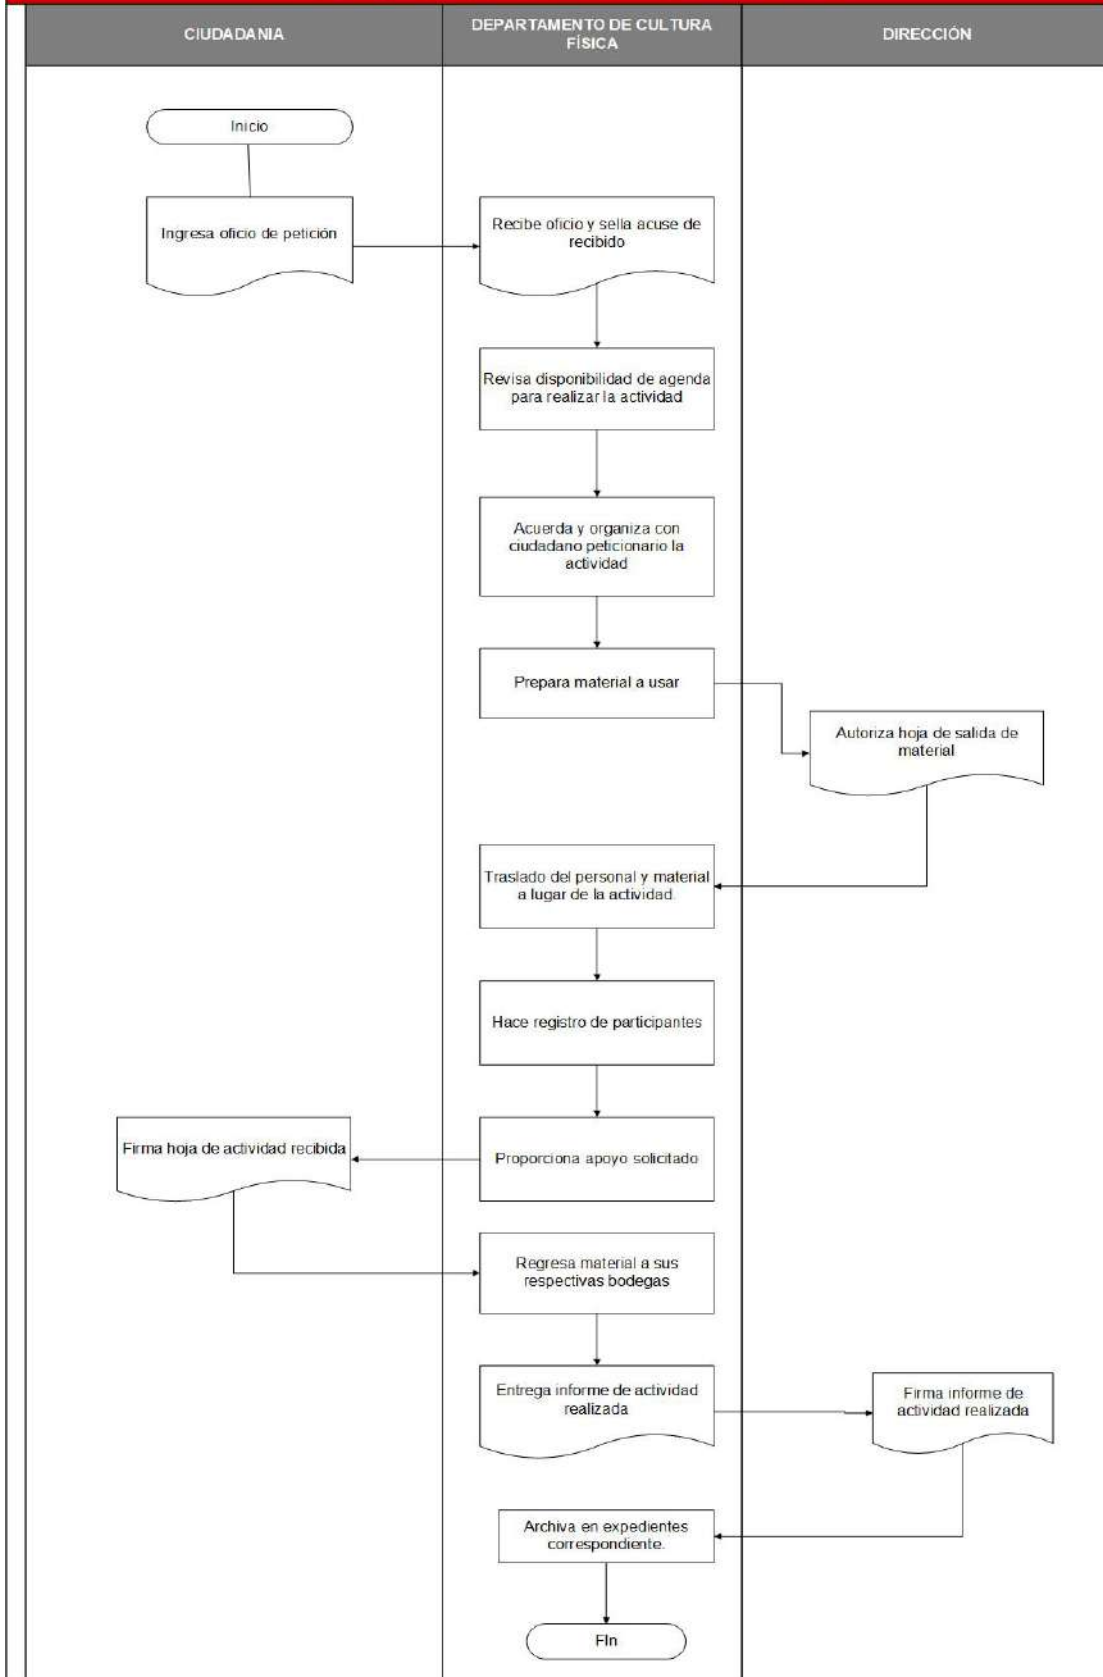 CIUDADANIA
DEPARTAMENTO DE CULTURA
FÍSICA
DIRECCIÓN
Inicio
Ingresa oficio de petición
Recibe oficio y sella acuse de
recibido
Revisa disponibilidad de agenda
para realizar la actividad
Acuerda y organiza con
ciudadano peticionario la
actividad
Prepara material a usar
Autoriza hoja de salida de
material
Traslado del personal y material
a lugar de la actividad.
Hace registro de participantes
Proporciona apoyo solicitado
Firma hoja de actividad recibida
Regresa material a sus
respectivas bodegas
Entrega informe de actividad
realizada
Firma informe de
actividad realizada
Archiva en expedientes
correspondiente.
FIn